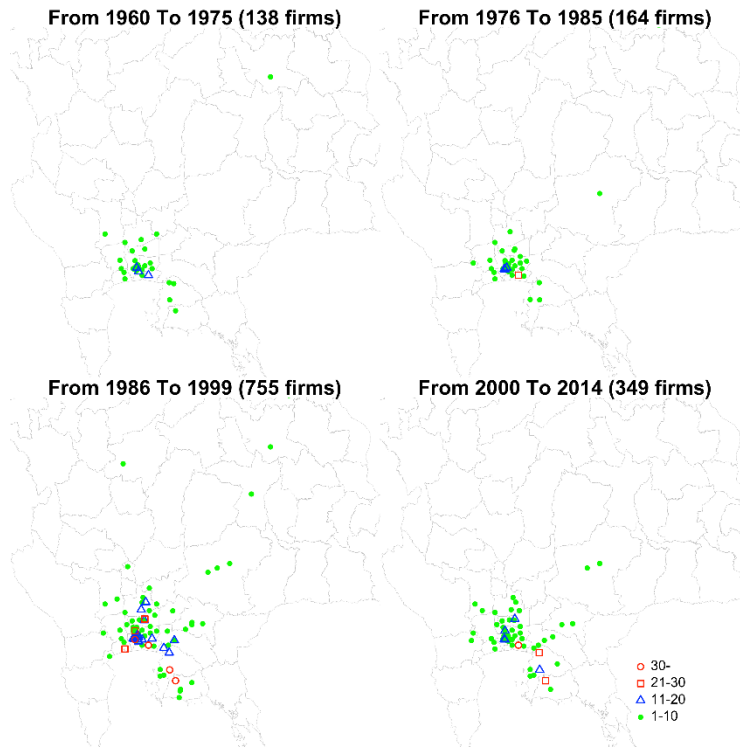 From 1960 To 1975 (138 firms)
From 1976 To 1985 (164 firms)
From 1986 To 1999 (755 firms)
From 2000 To 2014 (349 firms)
30-
21-30
11-20
1-10